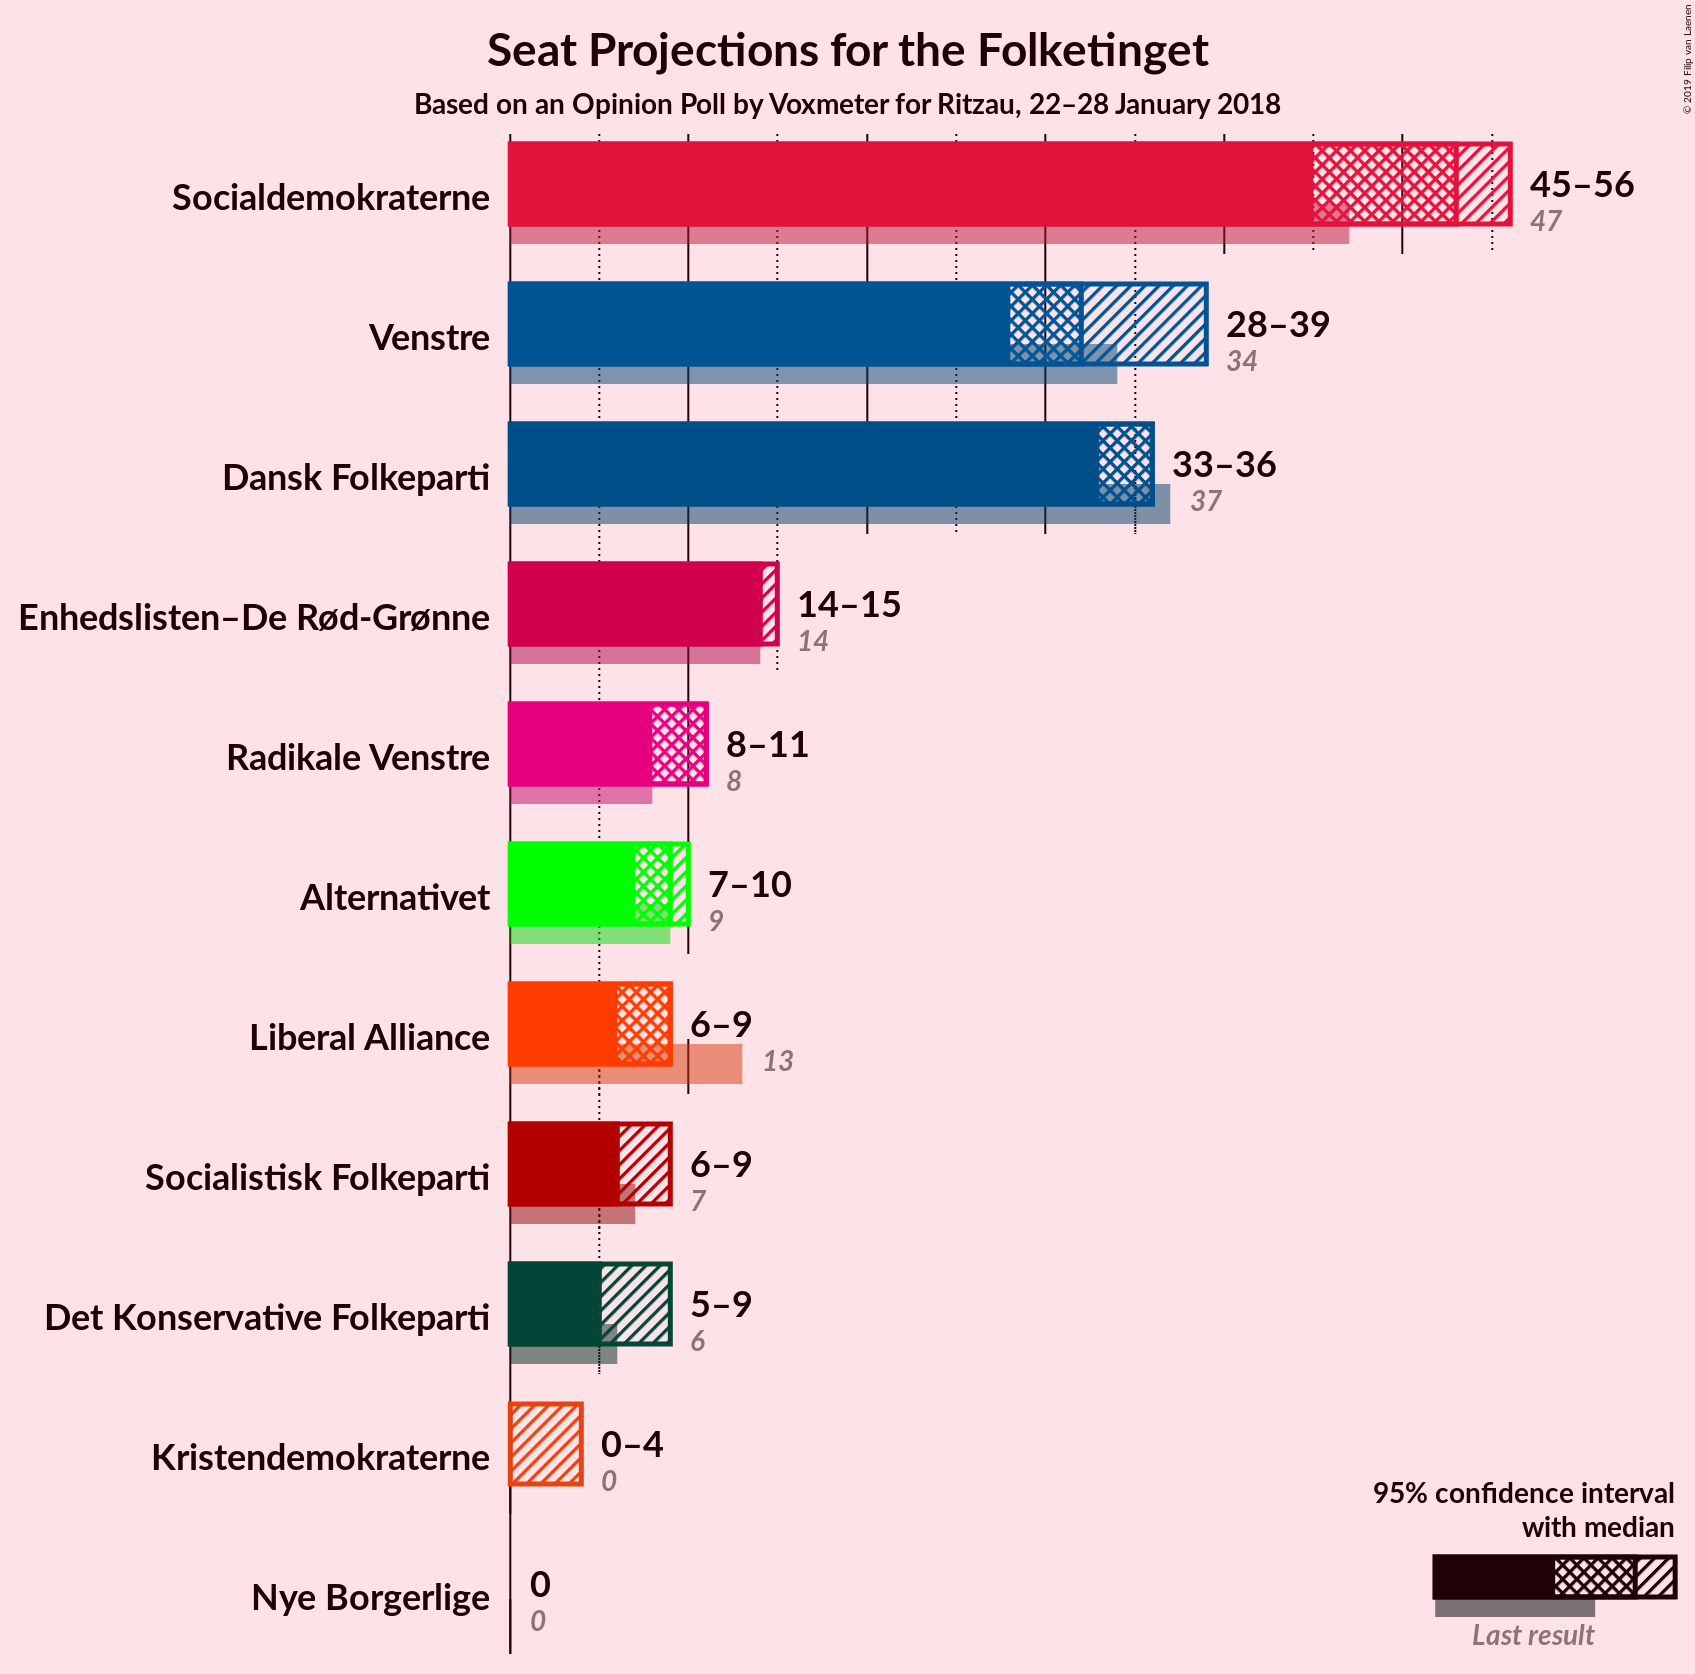 Seat Projections for the Folketinget
Based on an Opinion Poll by Voxmeter for Ritzau, 22–28 January 2018
© 2019 Filip van Laenen
Socialdemokraterne
45–56
47
Venstre
28–39
34
Dansk Folkeparti
33–36
37
Enhedslisten–De Rød-Grønne
14–15
14
Radikale Venstre
8–11
8
Alternativet
7–10
9
Liberal Alliance
6–9
13
Socialistisk Folkeparti
6–9
7
Det Konservative Folkeparti
5–9
6
Kristendemokraterne
0–4
0
Nye Borgerlige
0
0
95% confidence interval
with median
Last result